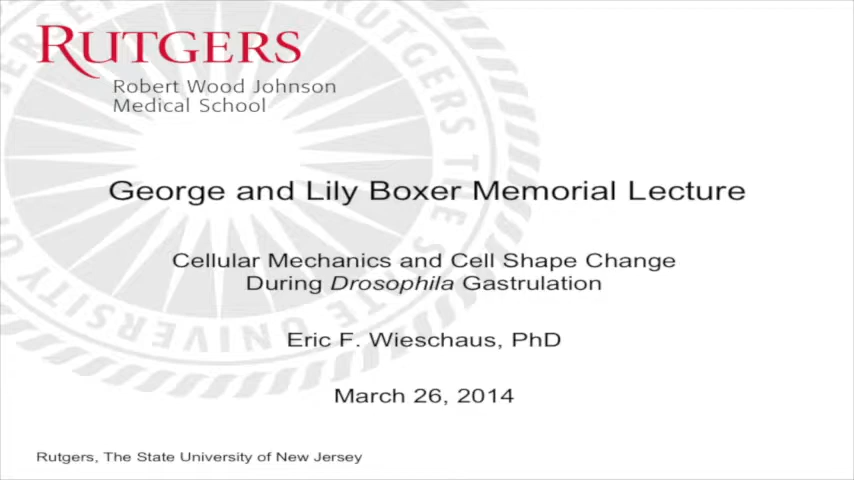 RUTGERS
Robert Wood Johnson
Medical School
George and Lily Boxer Memorial Lecture
Cellular Mechanics and Cell Shape Change
During Drosophila Gastrulation
Eric F. Wieschaus, PhD
March 26, 2014
Rutgers, The State University of New Jersey